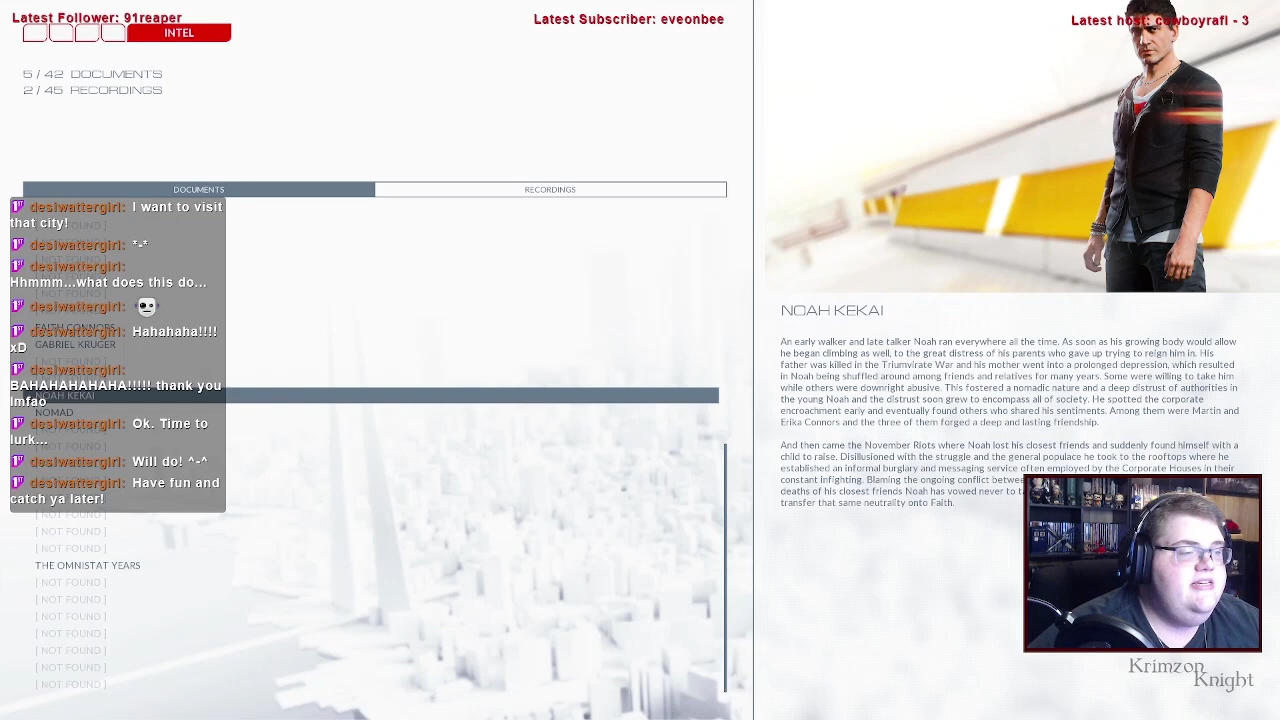 Latest Follower: 91reaper
Latest Subscriber: eveonbee
Latest host: cowboyrafl - 3
INTEL
5 / 42 DOCUMENTS
2 / 45 RECORDINGS
DOCUMENTS
RECORDINGS
desiwattergirl: I want to visit
that city!
desiwattergirl: *-*
desiwattergirl:
Hhmmm...what does this do...
desiwattergirl:
FAITH CONNORS
desiwattergirl: Hahahaha!!!!
xD
GABRIEL KRUGER
desiwattergirl:
BAHAHAHAHAHA!!!!! thank you
lmfao
NOAH KEKAI
NOMAD
desiwattergirl: Ok. Time to
lurk...
desiwattergirl: Will do! ^-^
desiwattergirl: Have fun and
catch ya later!
[ NOT FOUND ]
[ NOT FOUND ]
[ NOT FOUND ]
THE OMNISTAT YEARS
[ NOT FOUND ]
[ NOT FOUND ]
[ NOT FOUND ]
[ NOT FOUND ]
[ NOT FOUND ]
[ NOT FOUND ]
[ NOT FOUND ]
NOAH KEKAI
An early walker and late talker Noah ran everywhere all the time. As soon as his growing body would allow
he began climbing as well, to the great distress of his parents who gave up trying to reign him in. His
father was killed in the Triumvirate War and his mother went into a prolonged depression, which resulted
in Noah being shuffled around among friends and relatives for many years. Some were willing to take him
while others were downright abusive. This fostered a nomadic nature and a deep distrust of authorities in
the young Noah and the distrust soon grew to encompass all of society. He spotted the corporate
encroachment early and eventually found others who shared his sentiments. Among them were Martin and
Erika Connors and the three of them forged a deep and lasting friendship.
And then came the November Riots where Noah lost his closest friends and suddenly found himself with a
child to raise. Disillusioned with the struggle and the general populace he took to the rooftops where he
established an informal burglary and messaging service often employed by the Corporate Houses in their
constant infighting. Blaming the ongoing conflict
deaths of his closest friends Noah has vowed never to
transfer that same neutrality onto Faith.
Krimzon
Knight